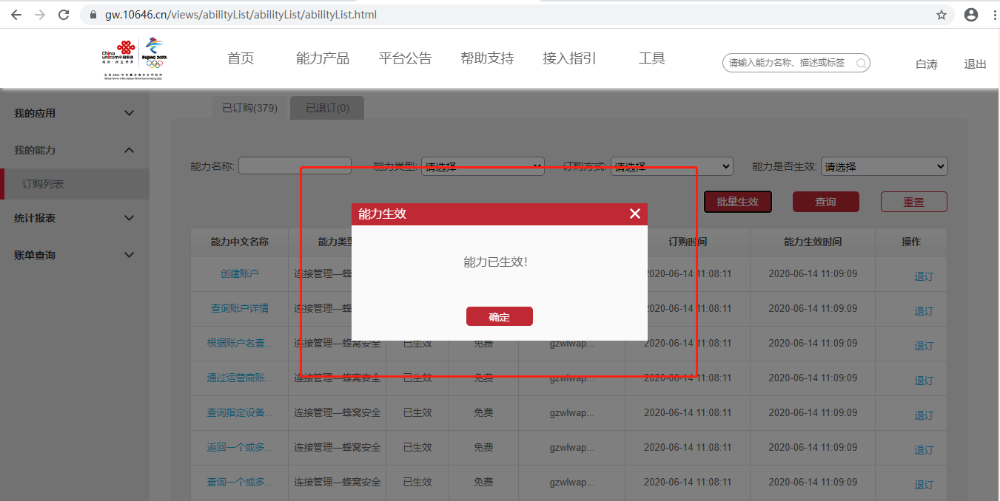 gw.10646.cn/views/abilityList/abilityList/abilityList.html
China unicom中国联通
BEIJING 2022
首页 能力产品 平台公告 帮助支持 接入指引 工具 请输入能力名称、描述或标签 白涛 退出
我的应用
我的能力
订购列表
统计报表
账单查询
已订购(379) 已退订(0)
能力名称: 能力类型: 请选择 订购方式: 请选择 能力是否生效: 请选择
批量生效 查询 重置
能力生效
能力已生效!
确定
能力中文名称 能力类型 订购时间 能力生效时间 操作
创建账户 连接管理—蜂 2020-06-14 11:08:11 2020-06-14 11:09:09 退订
查询账户详情 连接管理—蜂 2020-06-14 11:08:11 2020-06-14 11:09:09 退订
根据账户名查... 连接管理—蜂窝安全 已生效 免费 gzwlwap... 2020-06-14 11:08:11 2020-06-14 11:09:09 退订
通过运营商账... 连接管理—蜂窝安全 已生效 免费 gzwlwap... 2020-06-14 11:08:11 2020-06-14 11:09:09 退订
查询指定设备... 连接管理—蜂窝安全 已生效 免费 gzwlwap... 2020-06-14 11:08:11 2020-06-14 11:09:09 退订
返回一个或多... 连接管理—蜂窝安全 已生效 免费 gzwlwap... 2020-06-14 11:08:11 2020-06-14 11:09:09 退订
查询一个或多... 连接管理—蜂窝安全 已生效 免费 gzwlwap... 2020-06-14 11:08:11 2020-06-14 11:09:09 退订